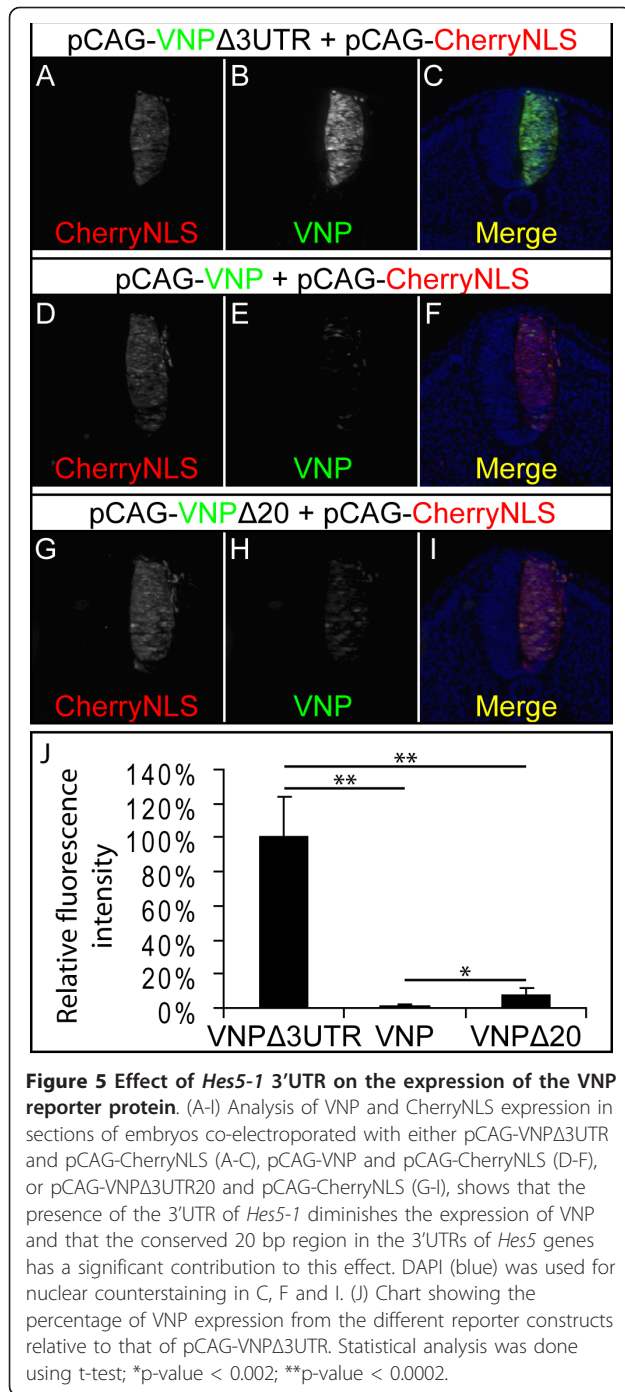 pCAG-VNPΔ3UTR + pCAG-CherryNLS
A B C
CherryNLS VNP Merge
pCAG-VNP + pCAG-CherryNLS
D E F
CherryNLS VNP Merge
pCAG-VNPΔ20 + pCAG-CherryNLS
G H I
CherryNLS VNP Merge
J
Relative fluorescence
intensity
140%
120%
100%
80%
60%
40%
20%
0%
**
**
*
VNPΔ3UTR VNP VNPΔ20
Figure 5 Effect of Hes5-1 3'UTR on the expression of the VNP
reporter protein. (A-I) Analysis of VNP and CherryNLS expression in
sections of embryos co-electroporated with either pCAG-VNPΔ3UTR
and pCAG-CherryNLS (A-C), pCAG-VNP and pCAG-CherryNLS (D-F),
or pCAG-VNPΔ3UTR20 and pCAG-CherryNLS (G-I), shows that the
presence of the 3'UTR of Hes5-1 diminishes the expression of VNP
and that the conserved 20 bp region in the 3'UTRs of Hes5 genes
has a significant contribution to this effect. DAPI (blue) was used for
nuclear counterstaining in C, F and I. (J) Chart showing the
percentage of VNP expression from the different reporter constructs
relative to that of pCAG-VNPΔ3UTR. Statistical analysis was done
using t-test; *p-value < 0.002; **p-value < 0.0002.